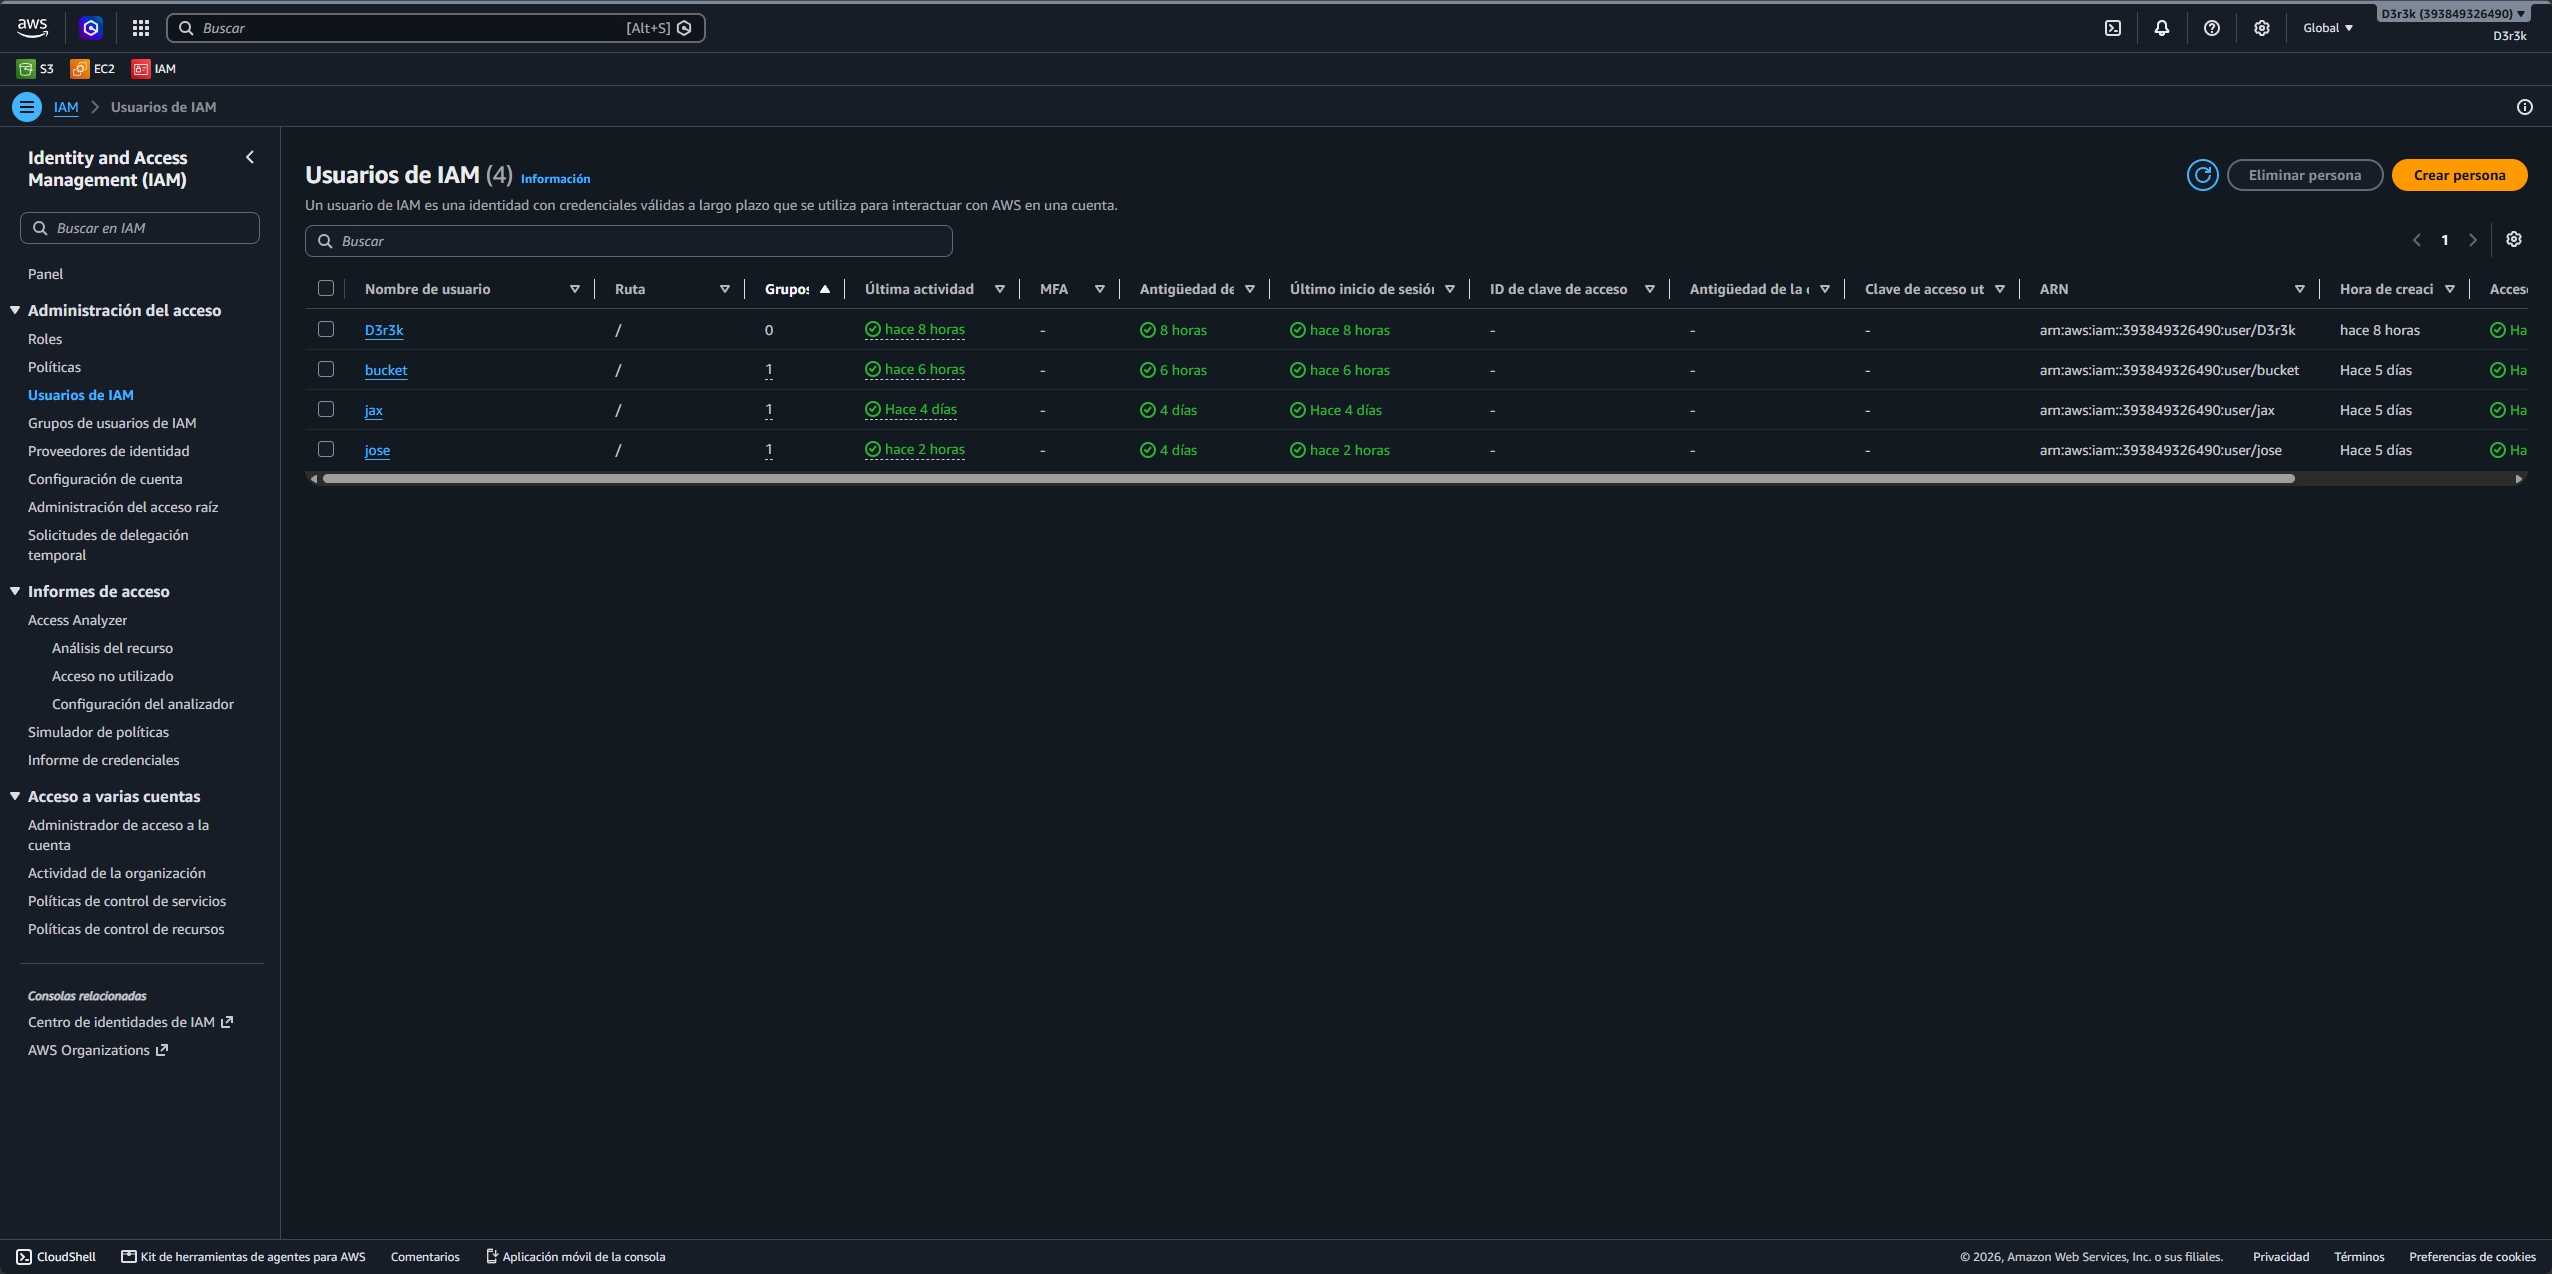 aws
Buscar [Alt+S]
Global
D3r3k (393849326490)
D3r3k
S3 EC2 IAM
IAM > Usuarios de IAM
Identity and Access
Management (IAM)
Buscar en IAM
Panel
Administración del acceso
Roles
Políticas
Usuarios de IAM
Grupos de usuarios de IAM
Proveedores de identidad
Configuración de cuenta
Administración del acceso raíz
Solicitudes de delegación
temporal
Informes de acceso
Access Analyzer
Análisis del recurso
Acceso no utilizado
Configuración del analizador
Simulador de políticas
Informe de credenciales
Acceso a varias cuentas
Administrador de acceso a la
cuenta
Actividad de la organización
Políticas de control de servicios
Políticas de control de recursos
Consolas relacionadas
Centro de identidades de IAM
AWS Organizations
Usuarios de IAM (4) Información
Eliminar persona
Crear persona
Un usuario de IAM es una identidad con credenciales válidas a largo plazo que se utiliza para interactuar con AWS en una cuenta.
Buscar
1
Nombre de usuario Ruta Grupos Última actividad MFA Antigüedad de Último inicio de sesión ID de clave de acceso Antigüedad de la c Clave de acceso ut ARN Hora de creaci Acces
D3r3k / 0 hace 8 horas - 8 horas hace 8 horas - - - arn:aws:iam::393849326490:user/D3r3k hace 8 horas Ha
bucket / 1 hace 6 horas - 6 horas hace 6 horas - - - arn:aws:iam::393849326490:user/bucket Hace 5 días Ha
jax / 1 Hace 4 días - 4 días Hace 4 días - - - arn:aws:iam::393849326490:user/jax Hace 5 días Ha
jose / 1 hace 2 horas - 4 días hace 2 horas - - - arn:aws:iam::393849326490:user/jose Hace 5 días Ha
CloudShell Kit de herramientas de agentes para AWS Comentarios Aplicación móvil de la consola
© 2026, Amazon Web Services, Inc. o sus filiales. Privacidad Términos Preferencias de cookies